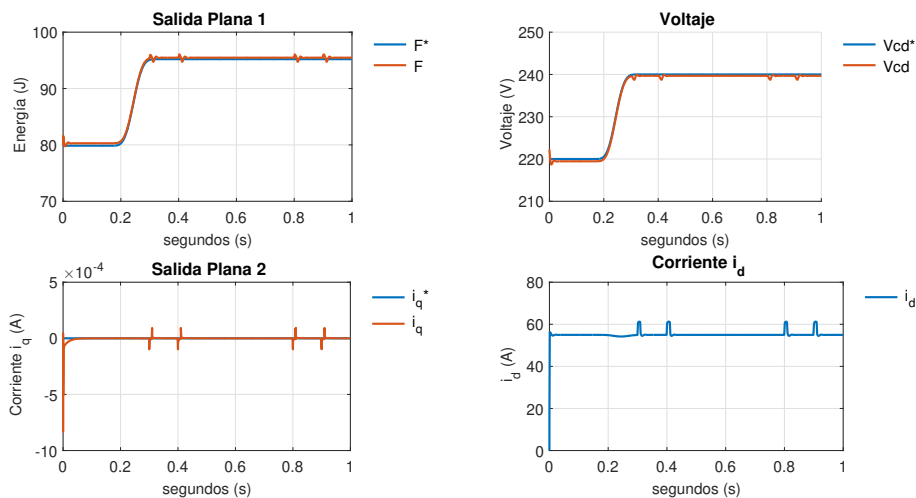 Salida Plana 1
Energía (J)
100
90
80
70
0 0.2 0.4 0.6 0.8 1
segundos (s)
F*
F
Voltaje
Voltaje (V)
250
240
230
220
210
0 0.2 0.4 0.6 0.8 1
segundos (s)
Vcd*
Vcd
Salida Plana 2
×10⁻⁴
Corriente i_q (A)
5
0
-5
-10
0 0.2 0.4 0.6 0.8 1
segundos (s)
i_q*
i_q
Corriente i_d
i_d (A)
80
60
40
20
0
0 0.2 0.4 0.6 0.8 1
segundos (s)
i_d